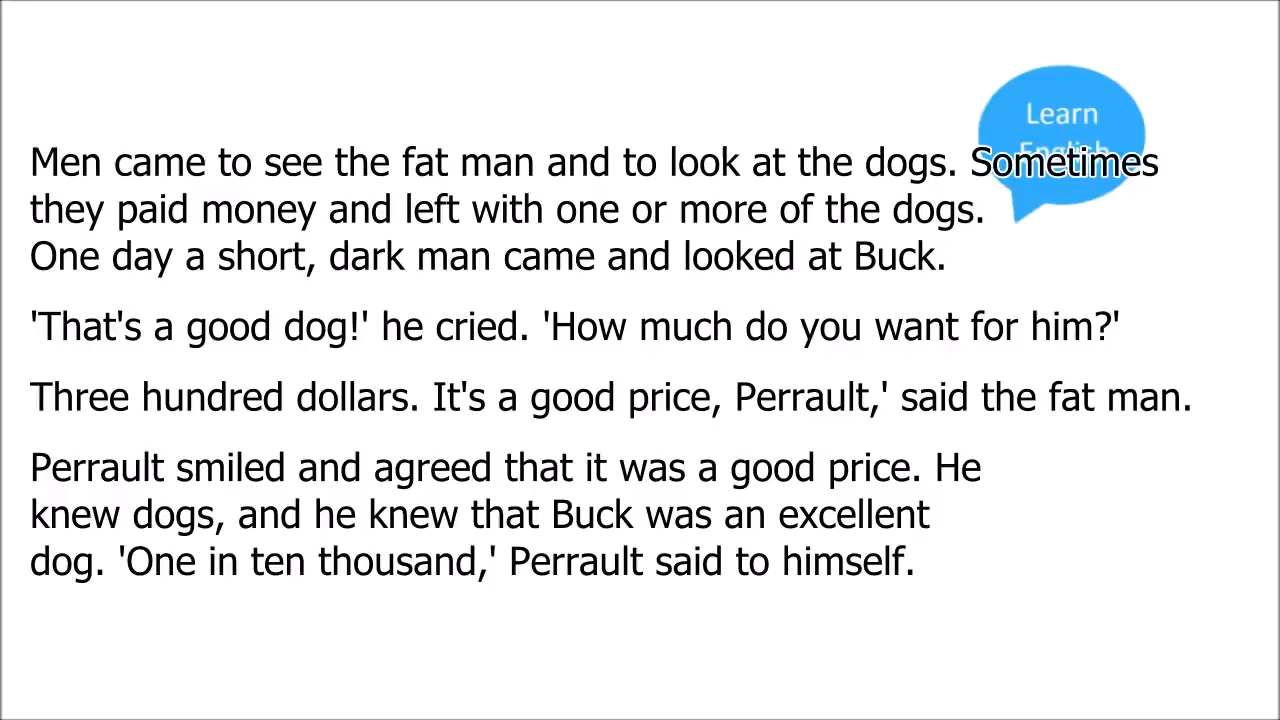 Learn
English
Men came to see the fat man and to look at the dogs. Sometimes
they paid money and left with one or more of the dogs.
One day a short, dark man came and looked at Buck.
'That's a good dog!' he cried. 'How much do you want for him?'
Three hundred dollars. It's a good price, Perrault,' said the fat man.
Perrault smiled and agreed that it was a good price. He
knew dogs, and he knew that Buck was an excellent
dog. 'One in ten thousand,' Perrault said to himself.